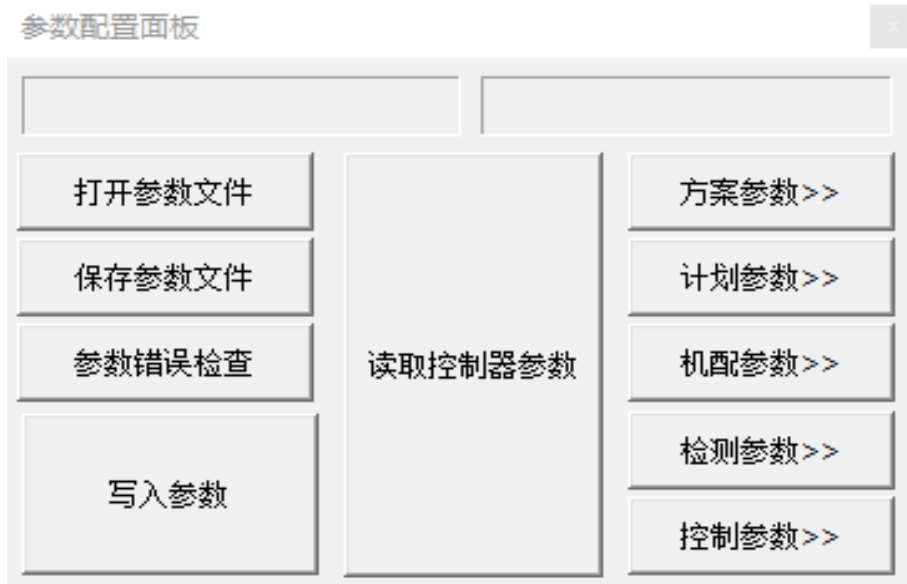 参数配置面板
打开参数文件
保存参数文件
参数错误检查
写入参数
读取控制器参数
方案参数>>
计划参数>>
机配参数>>
检测参数>>
控制参数>>